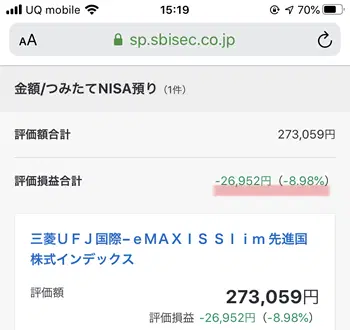 UQ mobile 15:19 70%
AA sp.sbisec.co.jp
金額/つみたてNISA預り（1件）
評価額合計 273,059円
評価損益合計 -26,952円（-8.98%）
三菱ＵＦＪ国際－ｅＭＡＸＩＳ Ｓｌｉｍ 先進国
株式インデックス
評価額 273,059円
評価損益 -26,952円（-8.98%）